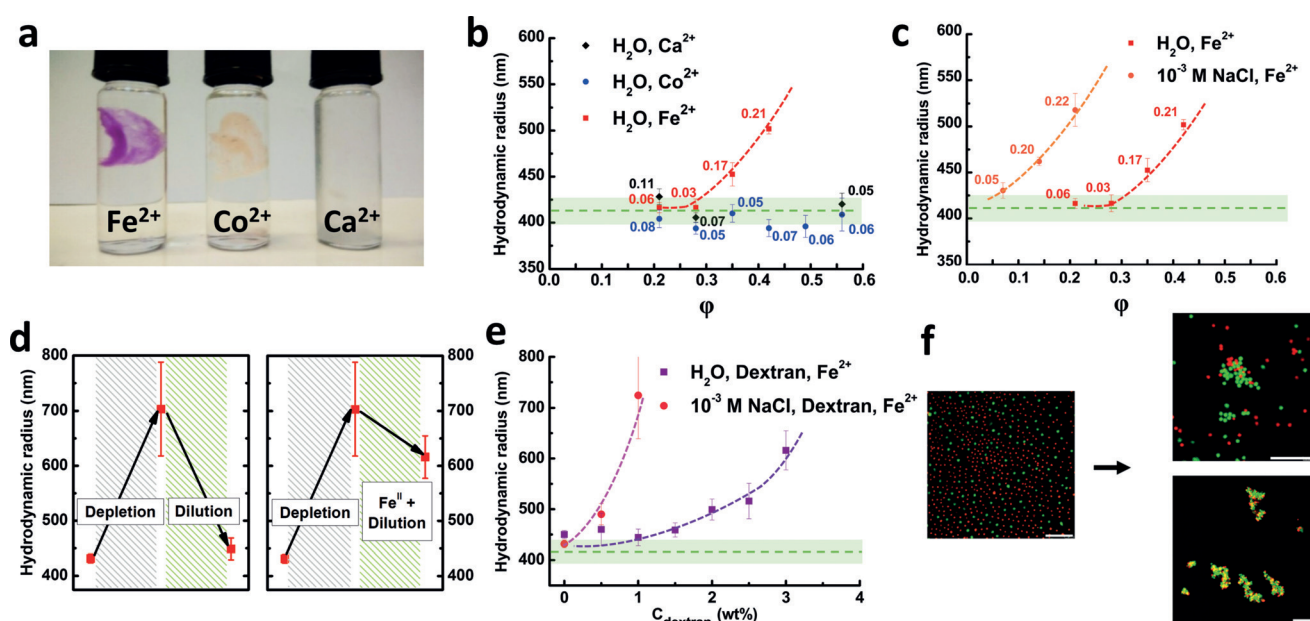 a
Fe²⁺
Co²⁺
Ca²⁺
b
Hydrodynamic radius (nm)
600
550
500
450
400
350
H₂O, Ca²⁺
H₂O, Co²⁺
H₂O, Fe²⁺
0.21
0.17
0.11
0.06
0.03
0.05
0.05
0.08
0.07
0.05
0.07
0.06
0.06
0.0
0.1
0.2
0.3
0.4
0.5
0.6
φ
c
Hydrodynamic radius (nm)
600
550
500
450
400
350
H₂O, Fe²⁺
10⁻³ M NaCl, Fe²⁺
0.22
0.21
0.20
0.17
0.05
0.06
0.03
0.0
0.1
0.2
0.3
0.4
0.5
0.6
φ
d
Hydrodynamic radius (nm)
800
700
600
500
400
Depletion
Dilution
Depletion
Feᴵᴵ +
Dilution
800
700
600
500
400
e
Hydrodynamic radius (nm)
800
750
700
650
600
550
500
450
400
350
H₂O, Dextran, Fe²⁺
10⁻³ M NaCl, Dextran, Fe²⁺
0
1
2
3
4
C_dextran (wt%)
f